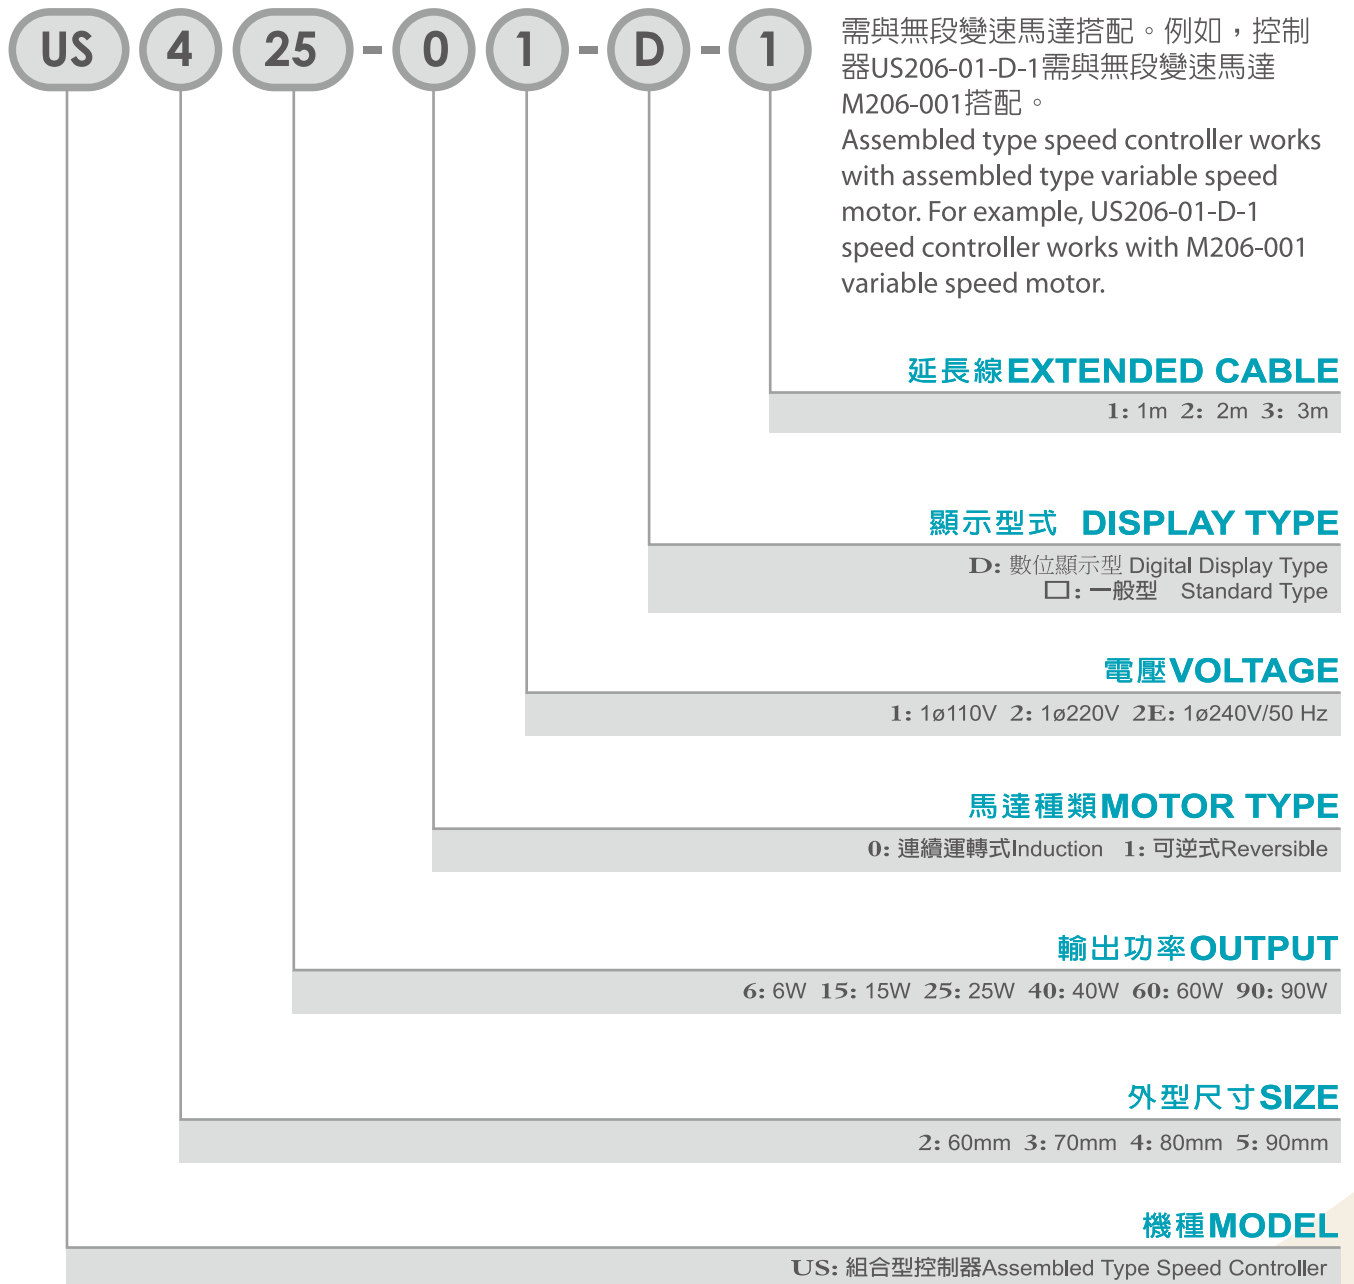 US 4 25 - 0 1 - D - 1
需與無段變速馬達搭配。例如，控制
器US206-01-D-1需與無段變速馬達
M206-001搭配。
Assembled type speed controller works
with assembled type variable speed
motor. For example, US206-01-D-1
speed controller works with M206-001
variable speed motor.
延長線EXTENDED CABLE
1: 1m 2: 2m 3: 3m
顯示型式 DISPLAY TYPE
D: 數位顯示型 Digital Display Type
□: 一般型 Standard Type
電壓VOLTAGE
1: 1ø110V 2: 1ø220V 2E: 1ø240V/50 Hz
馬達種類MOTOR TYPE
0: 連續運轉式Induction 1: 可逆式Reversible
輸出功率OUTPUT
6: 6W 15: 15W 25: 25W 40: 40W 60: 60W 90: 90W
外型尺寸SIZE
2: 60mm 3: 70mm 4: 80mm 5: 90mm
機種MODEL
US: 組合型控制器Assembled Type Speed Controller